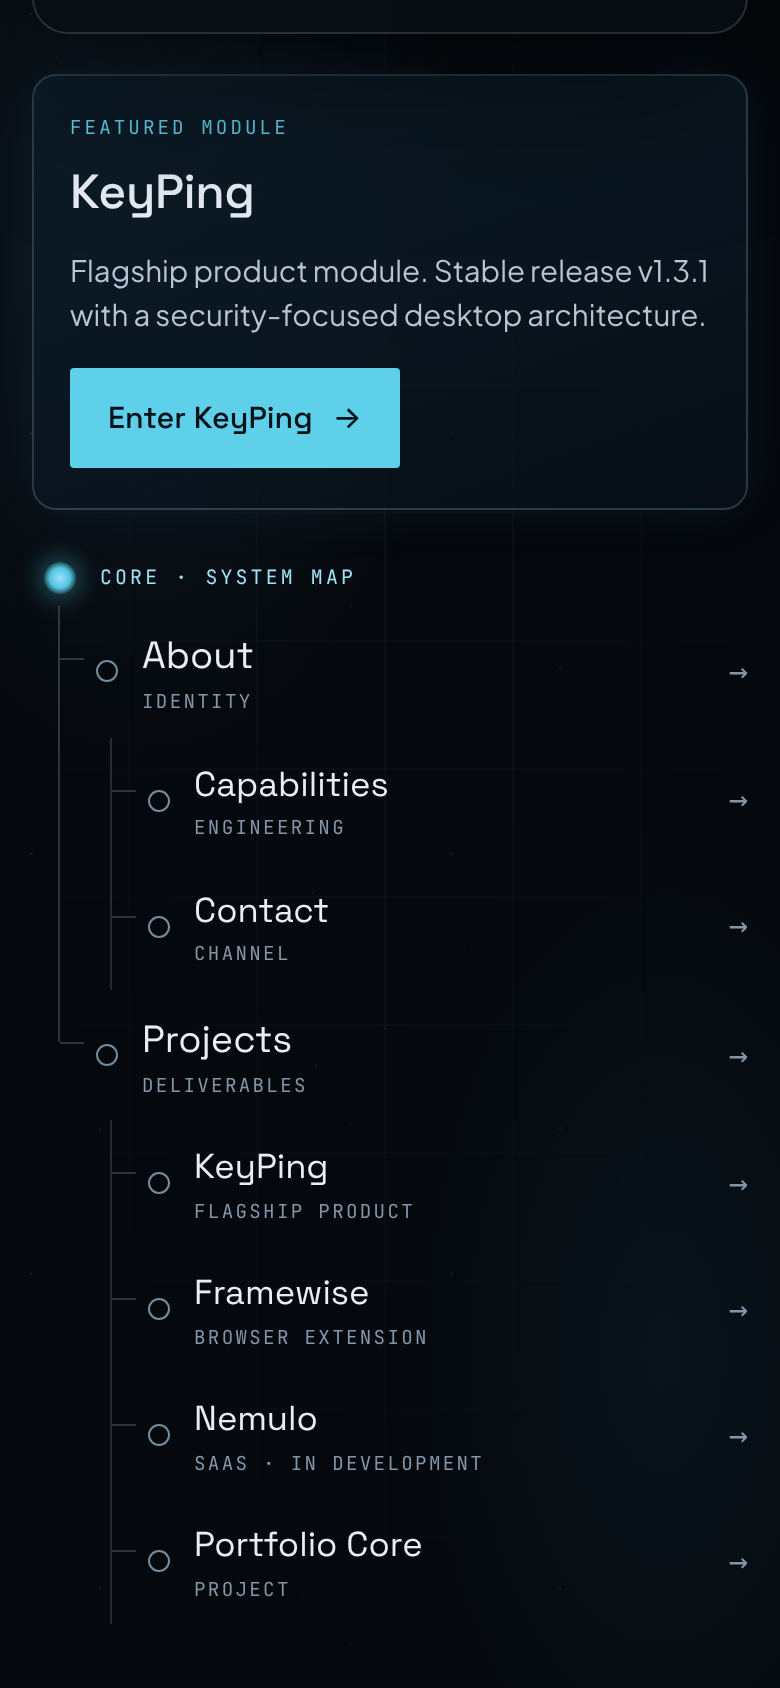 FEATURED MODULE
KeyPing
Flagship product module. Stable release v1.3.1
with a security-focused desktop architecture.
Enter KeyPing →
CORE · SYSTEM MAP
About →
IDENTITY
Capabilities →
ENGINEERING
Contact →
CHANNEL
Projects →
DELIVERABLES
KeyPing →
FLAGSHIP PRODUCT
Framewise →
BROWSER EXTENSION
Nemulo →
SAAS · IN DEVELOPMENT
Portfolio Core →
PROJECT